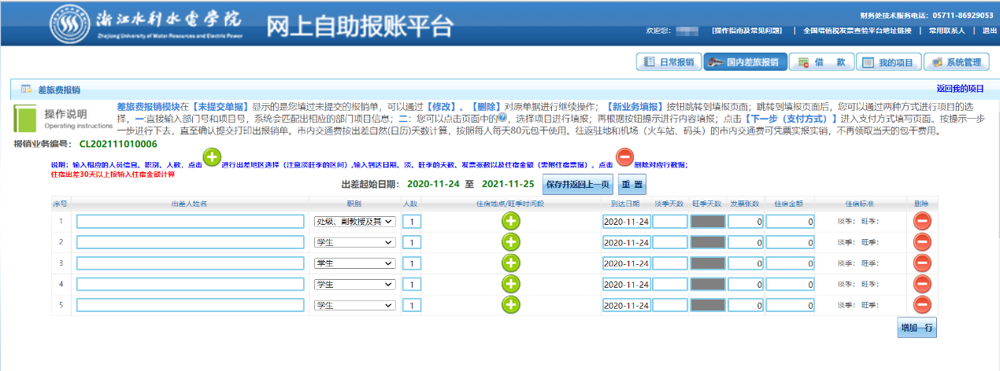 浙江水利水电学院
Zhejiang University of Water Resources and Electric Power
网上自助报账平台
财务处技术服务电话：05711-86929053
欢迎您： 【操作指南及常见问题】 | 全国增值税发票查验平台地址链接 | 常用联系人 | 退出
日常报销 国内差旅报销 借 款 我的项目 系统管理
差旅费报销 返回我的项目
操作说明
Operating instructions
差旅费报销模块在【未提交单据】显示的是您填过未提交的报销单，可以通过【修改】、【删除】对原单据进行继续操作；【新业务填报】按钮跳转到填报页面；跳转到填报页面后，您可以通过两种方式进行项目的选
择，一:直接输入部门号和项目号，系统会匹配出相应的部门项目信息；二：您可以点击页面中的?，选择项目进行填报；再根据按钮提示进行内容填报；点击【下一步（支付方式）】进入支付方式填写页面。按提示一步
一步进行下去，直至确认提交打印出报销单。市内交通费按出差自然(日历)天数计算，按照每人每天80元包干使用。往返驻地和机场（火车站、码头）的市内交通费可凭票实报实销，不再领取当天的包干费用。
报销业务编号： CL202111010006
说明：输入相应的人员信息、职别、人数，点击 进行出差地区选择（注意淡旺季的区间）,输入到达日期、淡、旺季的天数、发票张数以及住宿金额（需附住宿票据）。点击 删除对应行数据;
住宿出差30天以上按输入住宿金额计算
出差起始日期： 2020-11-24 至 2021-11-25 保存并返回上一页 重 置
序号 出差人姓名 职别 人数 住宿地点/旺季时间段 到达日期 淡季天数 旺季天数 发票张数 住宿金额 住宿标准 删除
1 处级、副教授及其 1 2020-11-24 0 0 淡季： 旺季：
2 学生 1 2020-11-24 0 0 淡季： 旺季：
3 学生 1 2020-11-24 0 0 淡季： 旺季：
4 学生 1 2020-11-24 0 0 淡季： 旺季：
5 学生 1 2020-11-24 0 0 淡季： 旺季：
增加一行